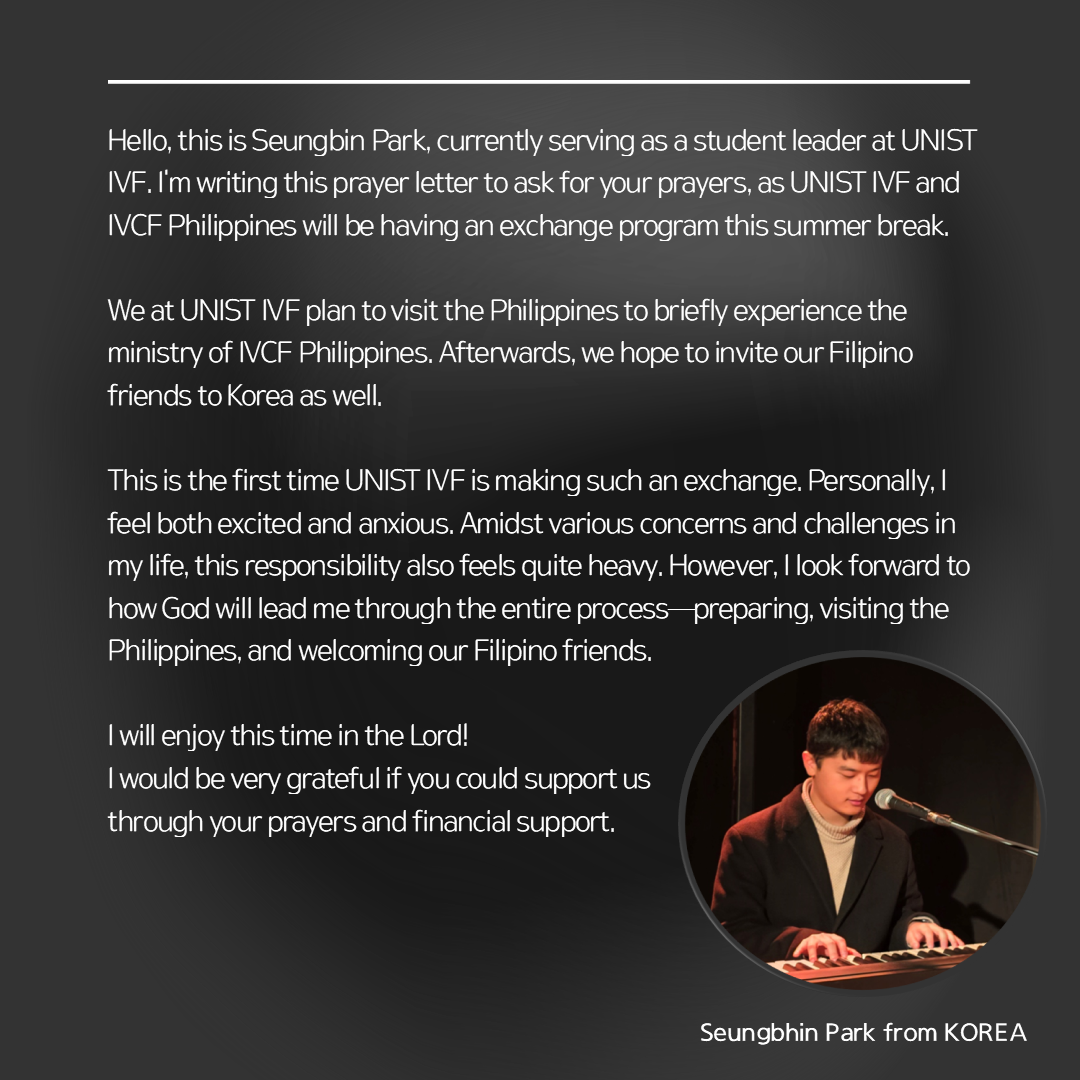 Hello, this is Seungbin Park, currently serving as a student leader at UNIST
IVF. I'm writing this prayer letter to ask for your prayers, as UNIST IVF and
IVCF Philippines will be having an exchange program this summer break.
We at UNIST IVF plan to visit the Philippines to briefly experience the
ministry of IVCF Philippines. Afterwards, we hope to invite our Filipino
friends to Korea as well.
This is the first time UNIST IVF is making such an exchange. Personally, I
feel both excited and anxious. Amidst various concerns and challenges in
my life, this responsibility also feels quite heavy. However, I look forward to
how God will lead me through the entire process—preparing, visiting the
Philippines, and welcoming our Filipino friends.
I will enjoy this time in the Lord!
I would be very grateful if you could support us
through your prayers and financial support.
Seungbhin Park from KOREA